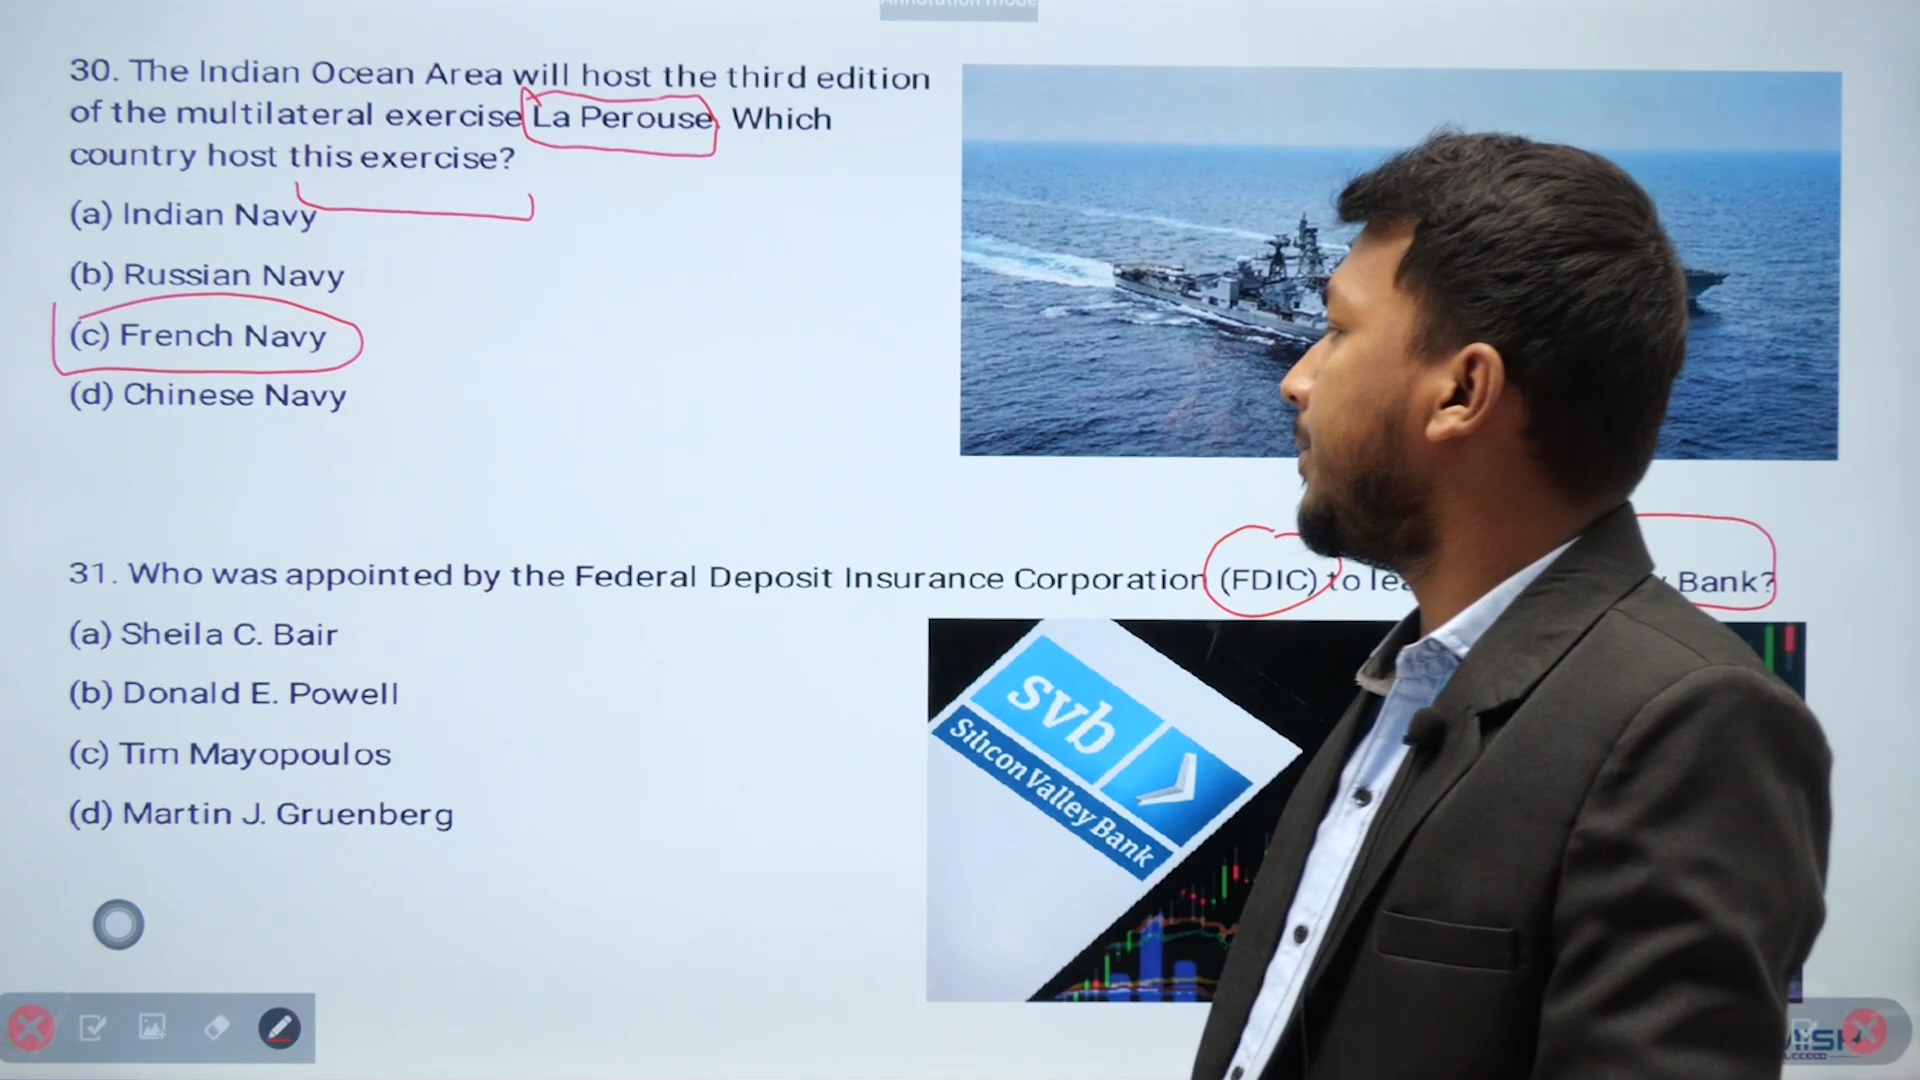 Annotation mode
30. The Indian Ocean Area will host the third edition
of the multilateral exercise La Perouse. Which
country host this exercise?
(a) Indian Navy
(b) Russian Navy
(c) French Navy
(d) Chinese Navy
31. Who was appointed by the Federal Deposit Insurance Corporation (FDIC) to Bank?
(a) Sheila C. Bair
(b) Donald E. Powell
(c) Tim Mayopoulos
(d) Martin J. Gruenberg
svb
Silicon Valley Bank